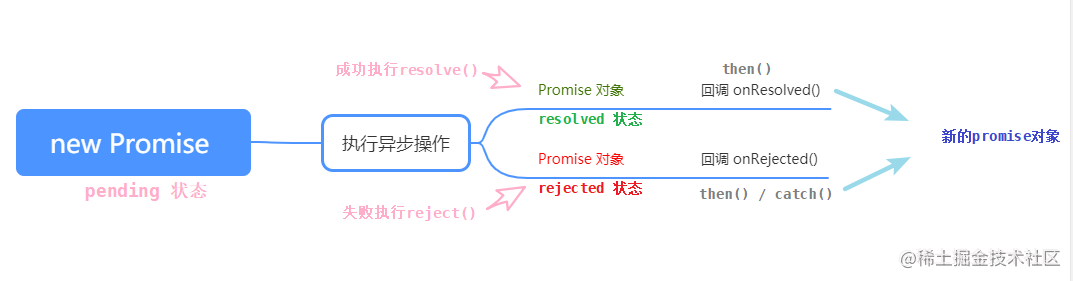 成功执行resolve()
then()
Promise 对象
回调 onResolved()
new Promise
执行异步操作
resolved 状态
新的promise对象
Promise 对象
回调 onRejected()
pending 状态
rejected 状态
then() / catch()
失败执行reject()
@稀土掘金技术社区